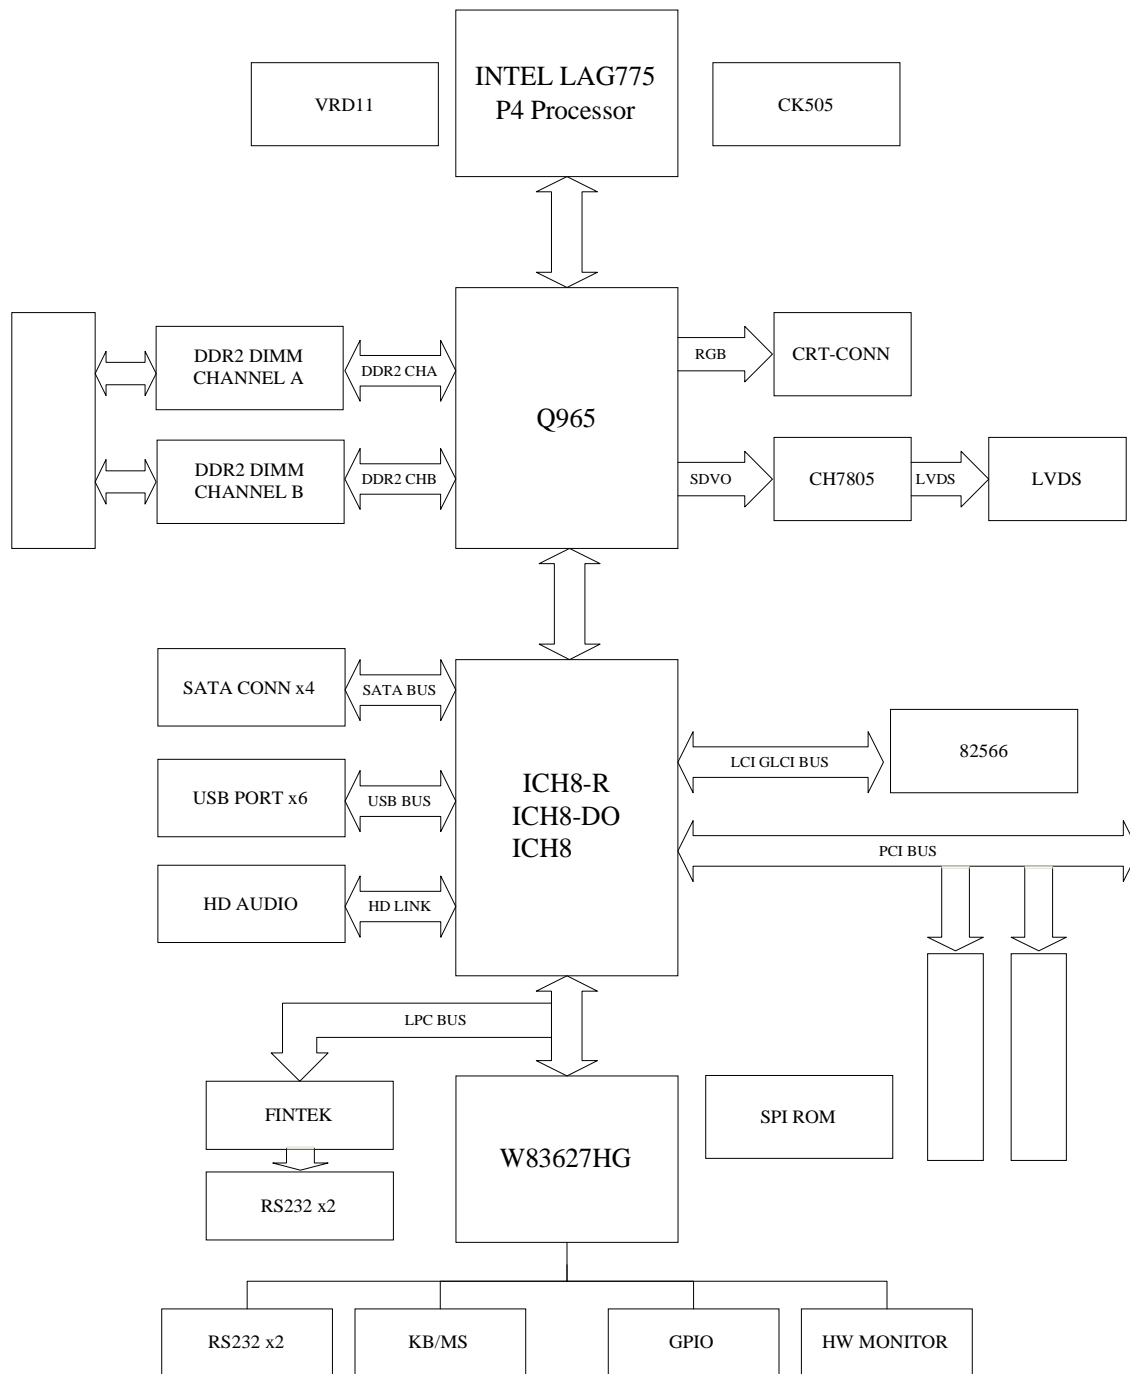 INTEL LAG775
P4 Processor
VRD11
CK505
DDR2 DIMM
CHANNEL A
DDR2 CHA
RGB
CRT-CONN
Q965
DDR2 DIMM
CHANNEL B
DDR2 CHB
SDVO
CH7805
LVDS
LVDS
SATA CONN x4
SATA BUS
LCI GLCI BUS
82566
USB PORT x6
USB BUS
ICH8-R
ICH8-DO
ICH8
PCI BUS
HD AUDIO
HD LINK
LPC BUS
FINTEK
SPI ROM
W83627HG
RS232 x2
RS232 x2
KB/MS
GPIO
HW MONITOR